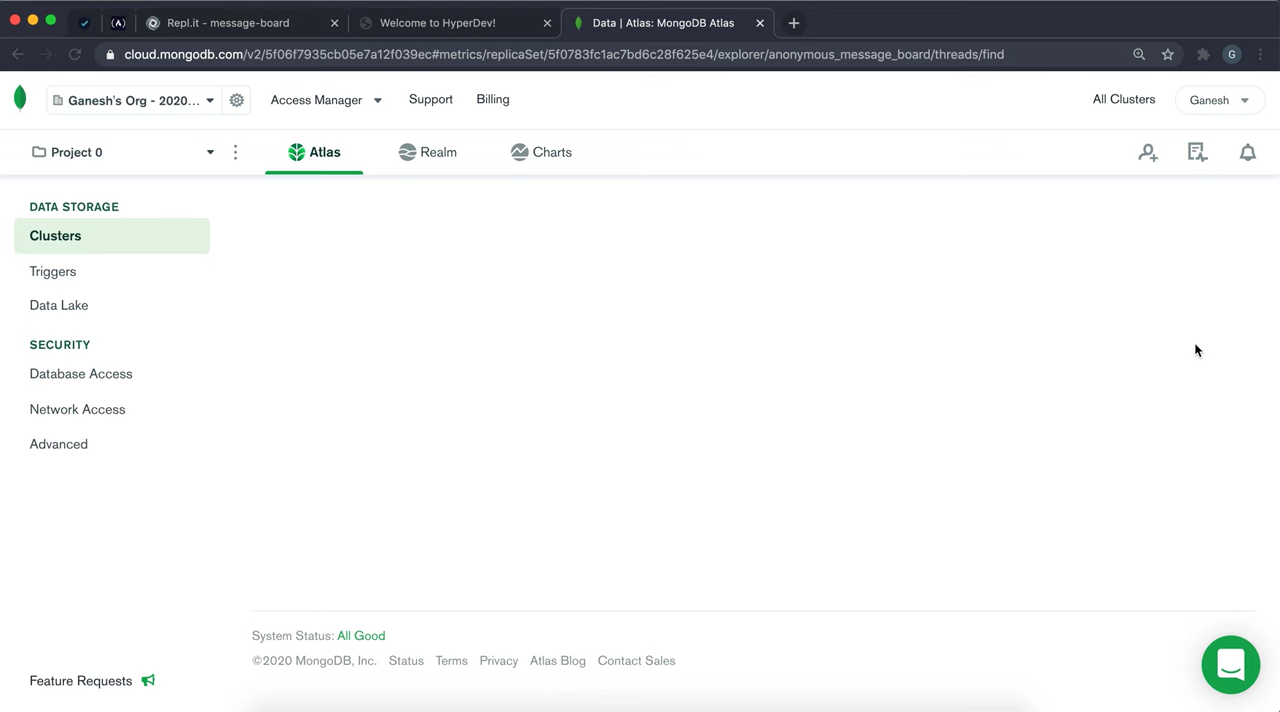 Repl.it - message-board
Welcome to HyperDev!
Data | Atlas: MongoDB Atlas
cloud.mongodb.com/v2/5f06f7935cb05e7a12f039ec#metrics/replicaSet/5f0783fc1ac7bd6c28f625e4/explorer/anonymous_message_board/threads/find
G
Ganesh's Org - 2020...
Access Manager
Support
Billing
All Clusters
Ganesh
Project 0
Atlas
Realm
Charts
DATA STORAGE
Clusters
Triggers
Data Lake
SECURITY
Database Access
Network Access
Advanced
System Status: All Good
©2020 MongoDB, Inc. Status Terms Privacy Atlas Blog Contact Sales
Feature Requests